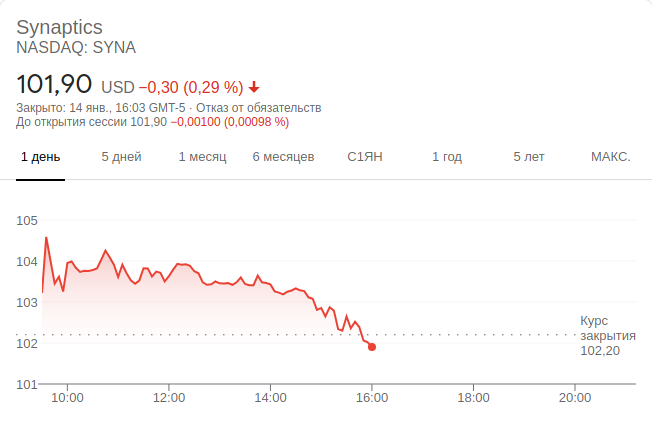 Synaptics
NASDAQ: SYNA
101,90 USD −0,30 (0,29 %)
Закрыто: 14 янв., 16:03 GMT-5 · Отказ от обязательств
До открытия сессии 101,90 −0,00100 (0,00098 %)
1 день 5 дней 1 месяц 6 месяцев С1ЯН 1 год 5 лет МАКС.
105
104
103
Курс
закрытия
102,20
102
101
10:00 12:00 14:00 16:00 18:00 20:00